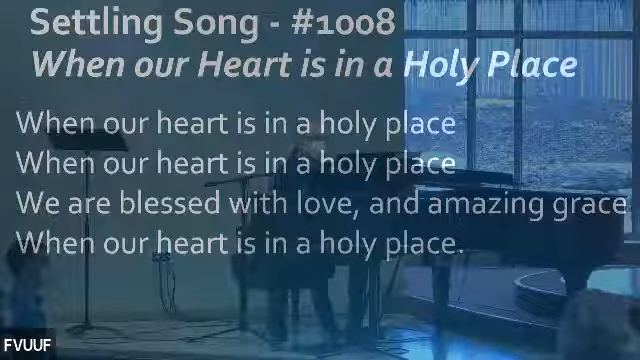 Settling Song - #1008
When our Heart is in a Holy Place
When our heart is in a holy place
When our heart is in a holy place
We are blessed with love, and amazing grace
When our heart is in a holy place.
FVUUF